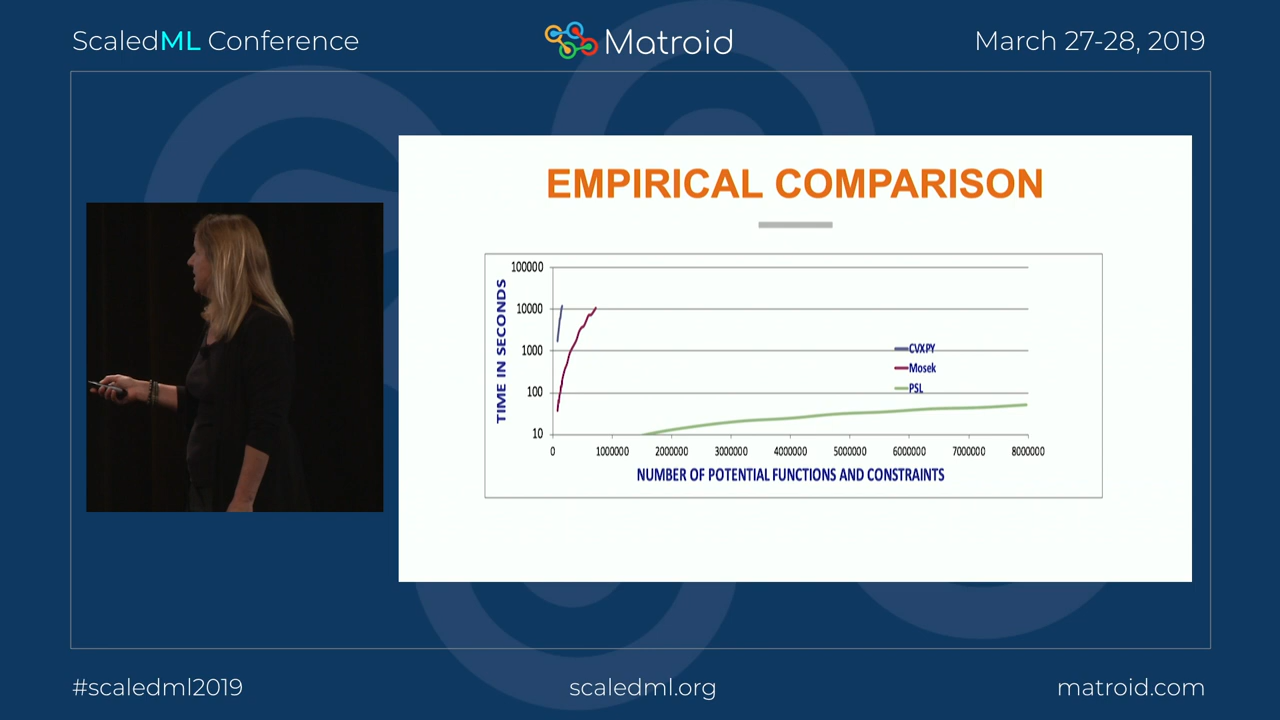 ScaledML Conference
Matroid
March 27-28, 2019
EMPIRICAL COMPARISON
TIME IN SECONDS
100000
10000
1000
100
10
CVXPY
Mosek
PSL
0 1000000 2000000 3000000 4000000 5000000 6000000 7000000 8000000
NUMBER OF POTENTIAL FUNCTIONS AND CONSTRAINTS
#scaledml2019
scaledml.org
matroid.com